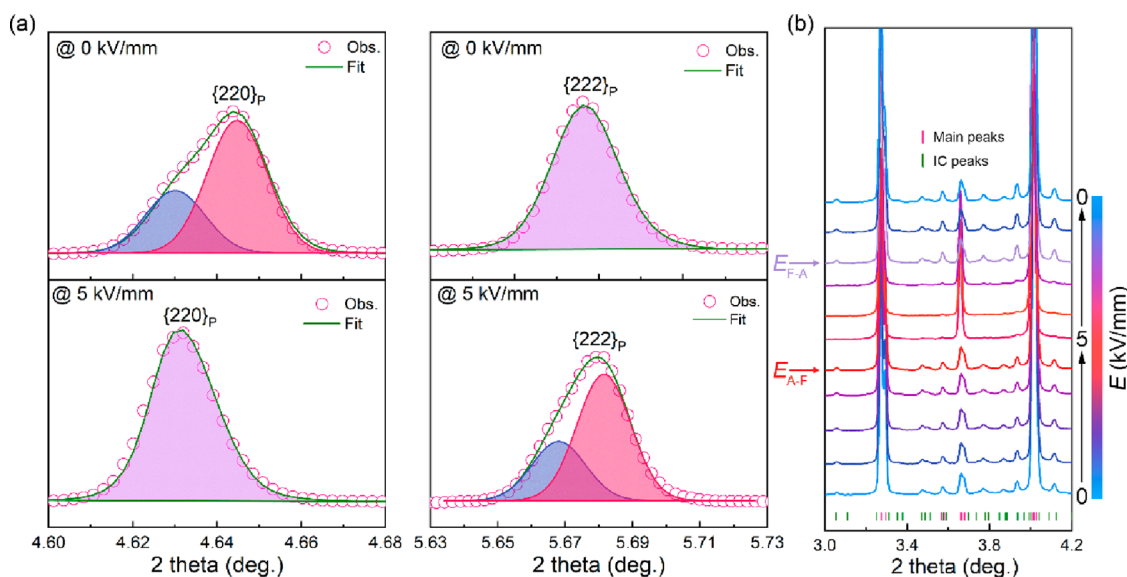 (a)
@ 0 kV/mm
Obs.
Fit
{220}P
@ 0 kV/mm
Obs.
Fit
{222}P
@ 5 kV/mm
Obs.
Fit
{220}P
@ 5 kV/mm
Obs.
Fit
{222}P
4.60 4.62 4.64 4.66 4.68
2 theta (deg.)
5.63 5.65 5.67 5.69 5.71 5.73
2 theta (deg.)
(b)
Main peaks
IC peaks
EF-A
EA-F
0
5
0
E (kV/mm)
3.0 3.4 3.8 4.2
2 theta (deg.)